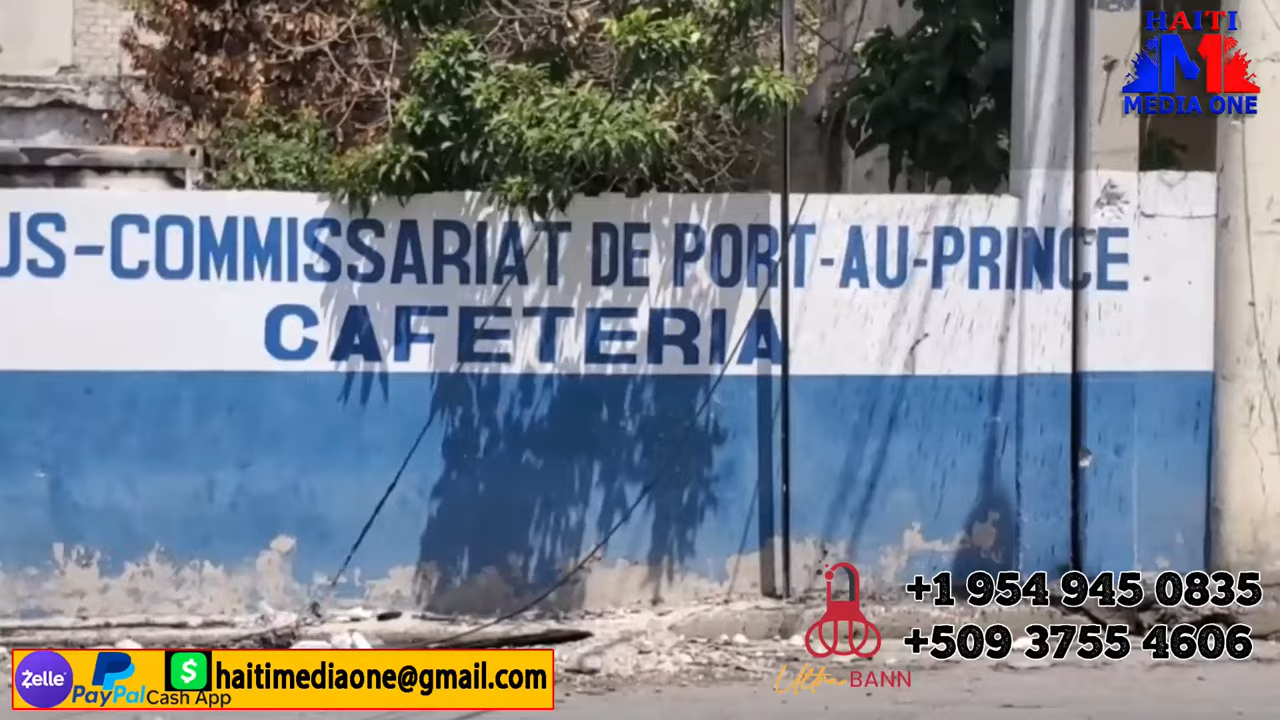 HAITI
M
MEDIA ONE
US-COMMISSARIAT DE PORT-AU-PRINCE
CAFETERIA
+1 954 945 0835
+509 3755 4606
Ultra BANN
Zelle
PayPal
$
Cash App
haitimediaone@gmail.com